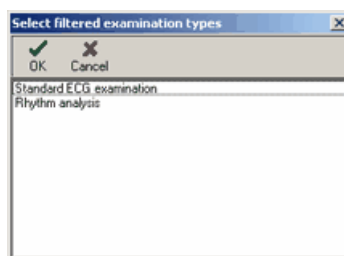 Select filtered examination types
OK Cancel
Standard ECG examination
Rhythm analysis